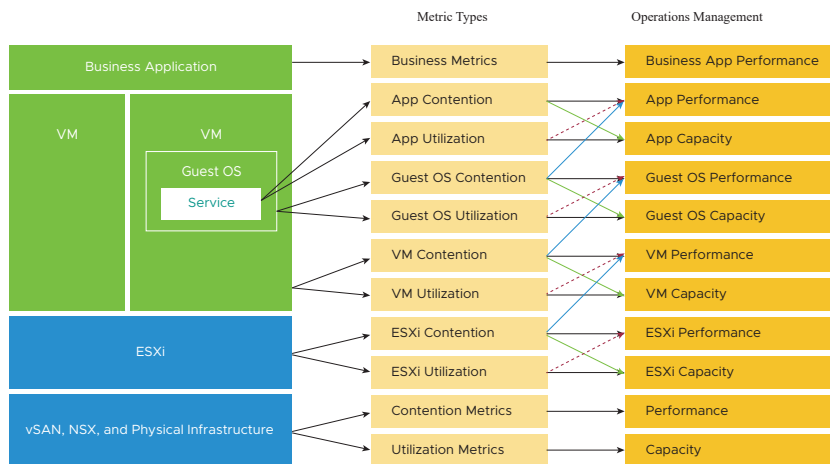 Metric Types
Operations Management
Business Application
Business Metrics
Business App Performance
VM
VM
Guest OS
Service
App Contention
App Performance
App Utilization
App Capacity
Guest OS Contention
Guest OS Performance
Guest OS Utilization
Guest OS Capacity
VM Contention
VM Performance
VM Utilization
VM Capacity
ESXi
ESXi Contention
ESXi Performance
ESXi Utilization
ESXi Capacity
vSAN, NSX, and Physical Infrastructure
Contention Metrics
Performance
Utilization Metrics
Capacity